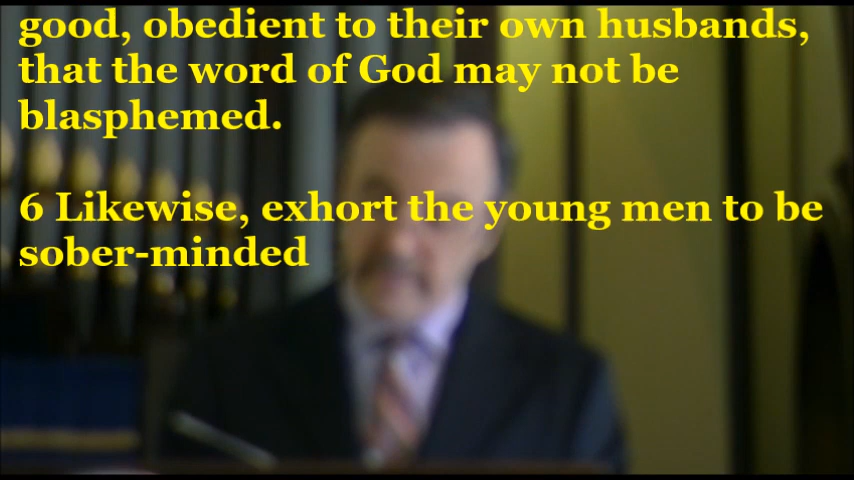 good, obedient to their own husbands,
that the word of God may not be
blasphemed.
6 Likewise, exhort the young men to be
sober-minded